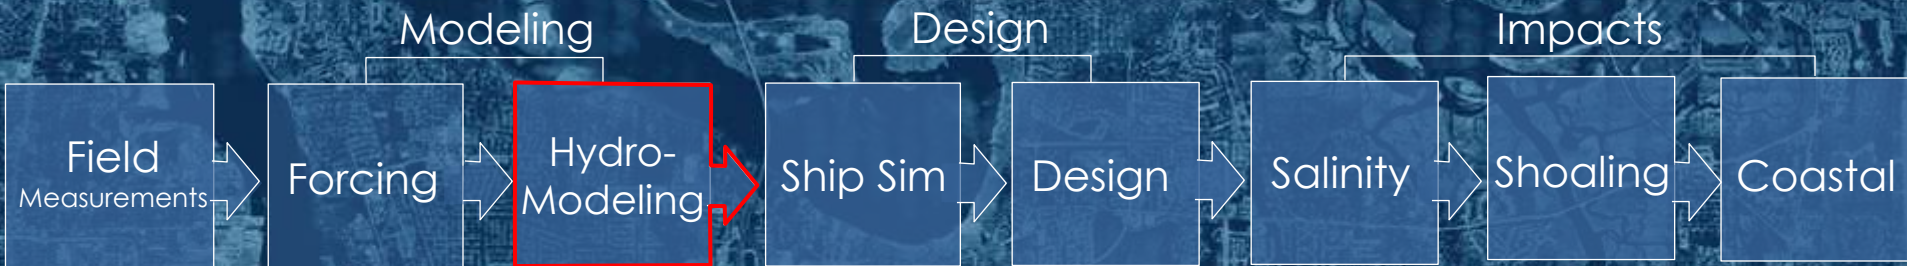 Modeling
Design
Impacts
Field
Measurements
Forcing
Hydro-
Modeling
Ship Sim
Design
Salinity
Shoaling
Coastal